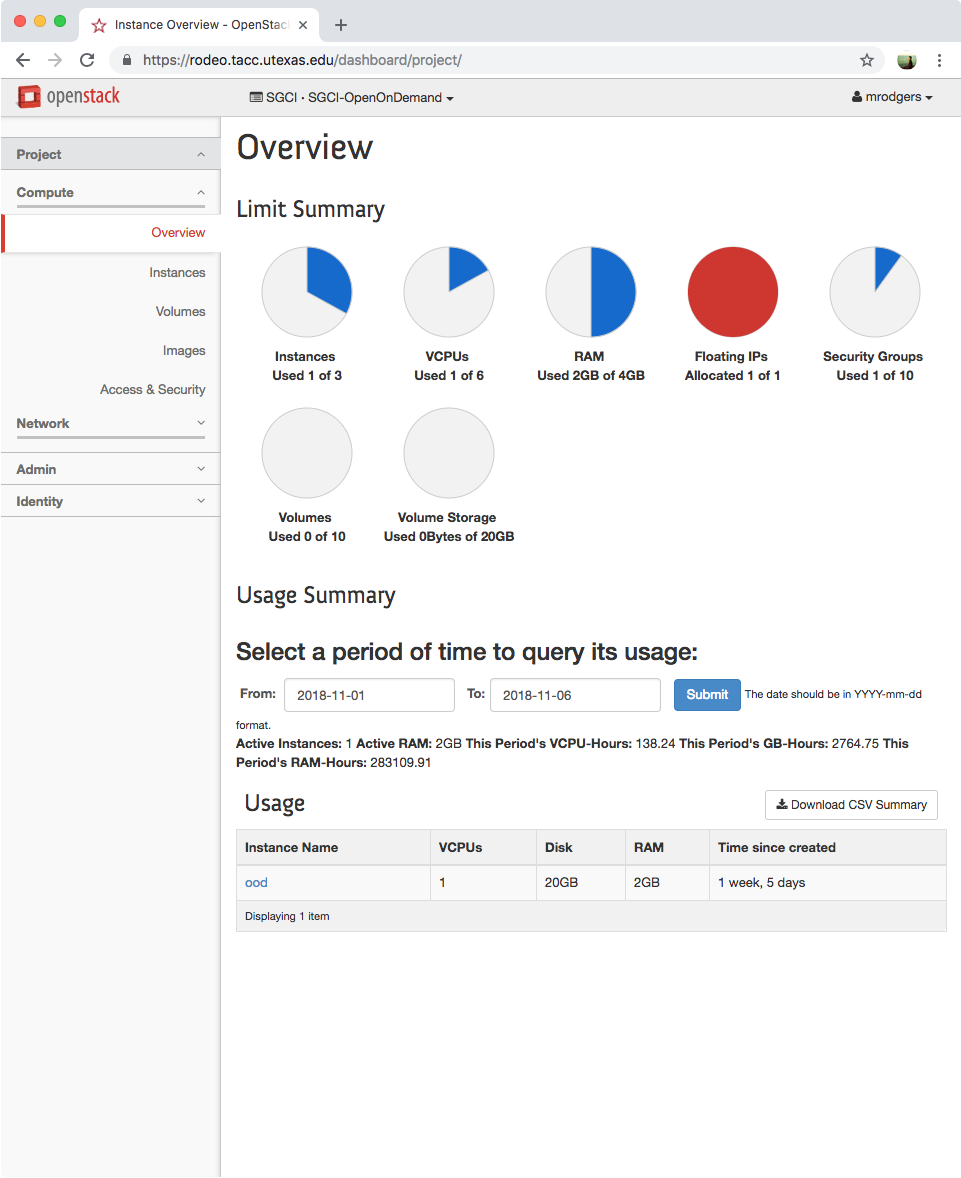 Instance Overview - OpenStac
https://rodeo.tacc.utexas.edu/dashboard/project/
openstack
SGCI • SGCI-OpenOnDemand
mrodgers
Project
Compute
Overview
Instances
Volumes
Images
Access & Security
Network
Admin
Identity
Overview
Limit Summary
Instances
Used 1 of 3
VCPUs
Used 1 of 6
RAM
Used 2GB of 4GB
Floating IPs
Allocated 1 of 1
Security Groups
Used 1 of 10
Volumes
Used 0 of 10
Volume Storage
Used 0Bytes of 20GB
Usage Summary
Select a period of time to query its usage:
From: 2018-11-01 To: 2018-11-06 Submit The date should be in YYYY-mm-dd
format.
Active Instances: 1 Active RAM: 2GB This Period's VCPU-Hours: 138.24 This Period's GB-Hours: 2764.75 This
Period's RAM-Hours: 283109.91
Usage
Download CSV Summary
Instance Name VCPUs Disk RAM Time since created
ood 1 20GB 2GB 1 week, 5 days
Displaying 1 item